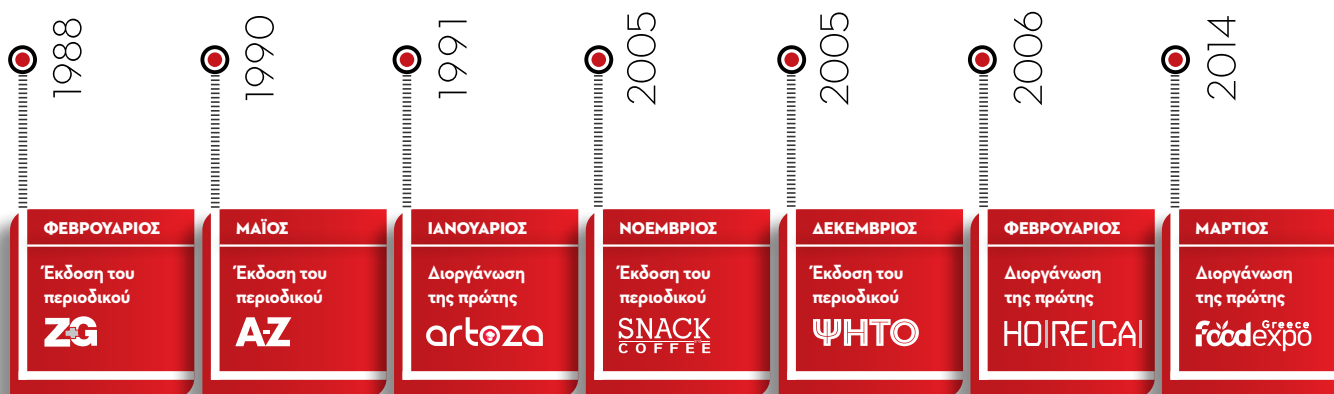 1988
ΦΕΒΡΟΥΑΡΙΟΣ
Έκδοση του
περιοδικού
Z+G
1990
ΜΑΪΟΣ
Έκδοση του
περιοδικού
A-Z
1991
ΙΑΝΟΥΑΡΙΟΣ
Διοργάνωση
της πρώτης
artoza
2005
ΝΟΕΜΒΡΙΟΣ
Έκδοση του
περιοδικού
SNACK
COFFEE
2005
ΔΕΚΕΜΒΡΙΟΣ
Έκδοση του
περιοδικού
ΨΗΤΟ
2006
ΦΕΒΡΟΥΑΡΙΟΣ
Διοργάνωση
της πρώτης
HO|RE|CA|
2014
ΜΑΡΤΙΟΣ
Διοργάνωση
της πρώτης
Greece
foodexpo